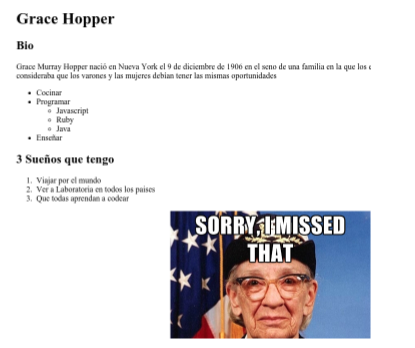 Grace Hopper
Bio
Grace Murray Hopper nació en Nueva York el 9 de diciembre de 1906 en el seno de una familia en la que los
consideraba que los varones y las mujeres debían tener las mismas oportunidades
Cocinar
Programar
Javascript
Ruby
Java
Enseñar
3 Sueños que tengo
1. Viajar por el mundo
2. Ver a Laboratoria en todos los países
3. Que todas aprendan a codear
SORRY, I MISSED
THAT